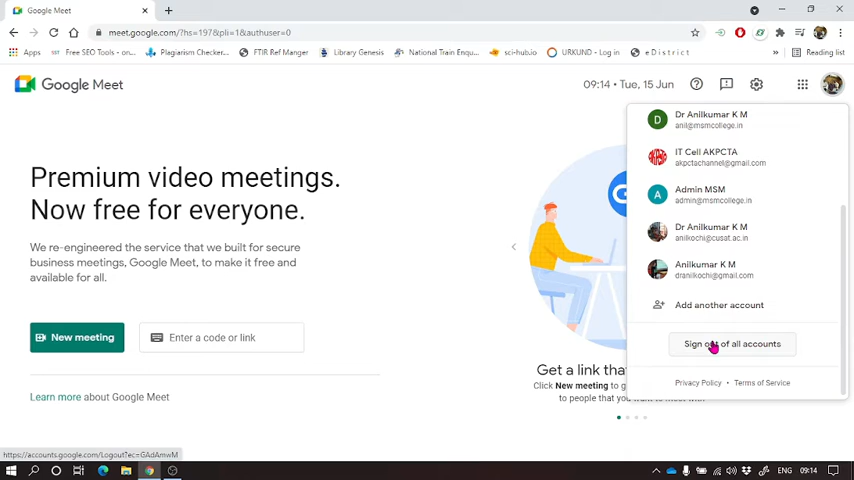 Google Meet
meet.google.com/?hs=197&pli=1&authuser=0
Apps Free SEO Tools - on... Plagiarism Checker... FTIR Ref Manger Library Genesis National Train Enqu... sci-hub.io URKUND - Log in e D i s t r i c t » Reading list
Google Meet 09:14 • Tue, 15 Jun
D Dr Anilkumar K M
anil@msmcollege.in
IT Cell AKPCTA
akpctachannel@gmail.com
A Admin MSM
admin@msmcollege.in
Dr Anilkumar K M
anilkochi@cusat.ac.in
Anilkumar K M
dranilkochi@gmail.com
Add another account
Sign out of all accounts
Privacy Policy • Terms of Service
Premium video meetings.
Now free for everyone.
We re-engineered the service that we built for secure
business meetings, Google Meet, to make it free and
available for all.
New meeting Enter a code or link
Learn more about Google Meet
Get a link tha
Click New meeting to g
to people that you want to meet with
https://accounts.google.com/Logout?ec=GAdAmwM
ENG 09:14